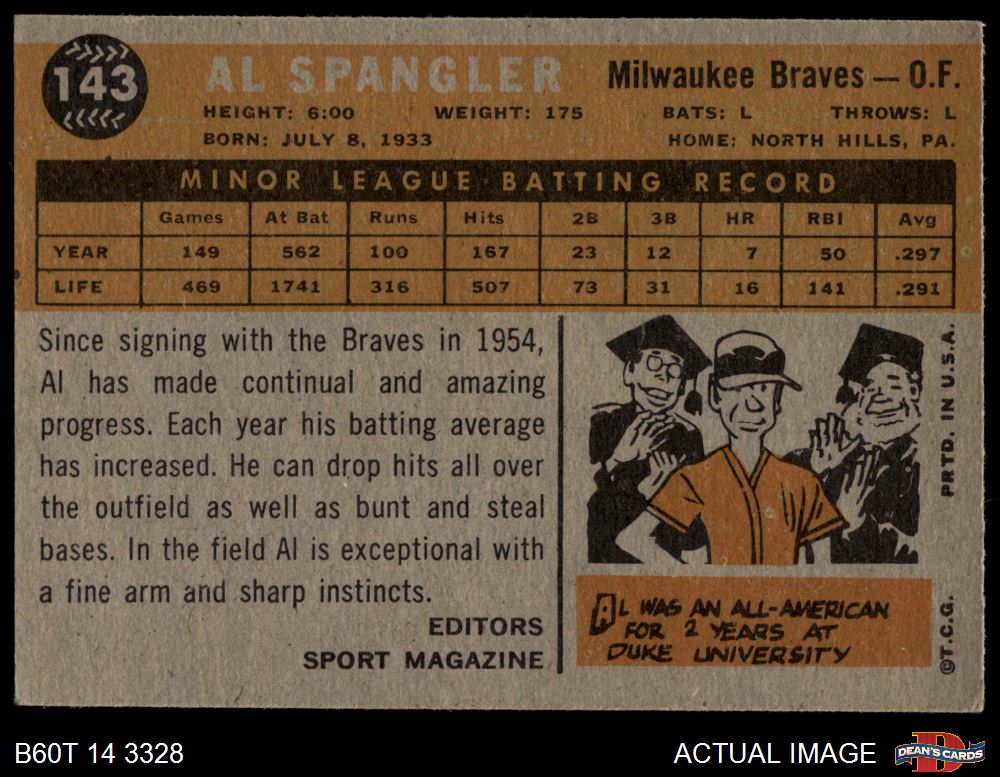 143
AL SPANGLER
Milwaukee Braves — O.F.
HEIGHT: 6:00 WEIGHT: 175 BATS: L THROWS: L
BORN: JULY 8, 1933 HOME: NORTH HILLS, PA.
MINOR LEAGUE BATTING RECORD
Games At Bat Runs Hits 2B 3B HR RBI Avg
YEAR 149 562 100 167 23 12 7 50 .297
LIFE 469 1741 316 507 73 31 16 141 .291
Since signing with the Braves in 1954,
Al has made continual and amazing
progress. Each year his batting average
has increased. He can drop hits all over
the outfield as well as bunt and steal
bases. In the field Al is exceptional with
a fine arm and sharp instincts.
EDITORS
SPORT MAGAZINE
AL WAS AN ALL-AMERICAN
FOR 2 YEARS AT
DUKE UNIVERSITY
©T.C.G. PRTD. IN U.S.A.
B60T 14 3328
ACTUAL IMAGE
D
DEAN'S CARDS